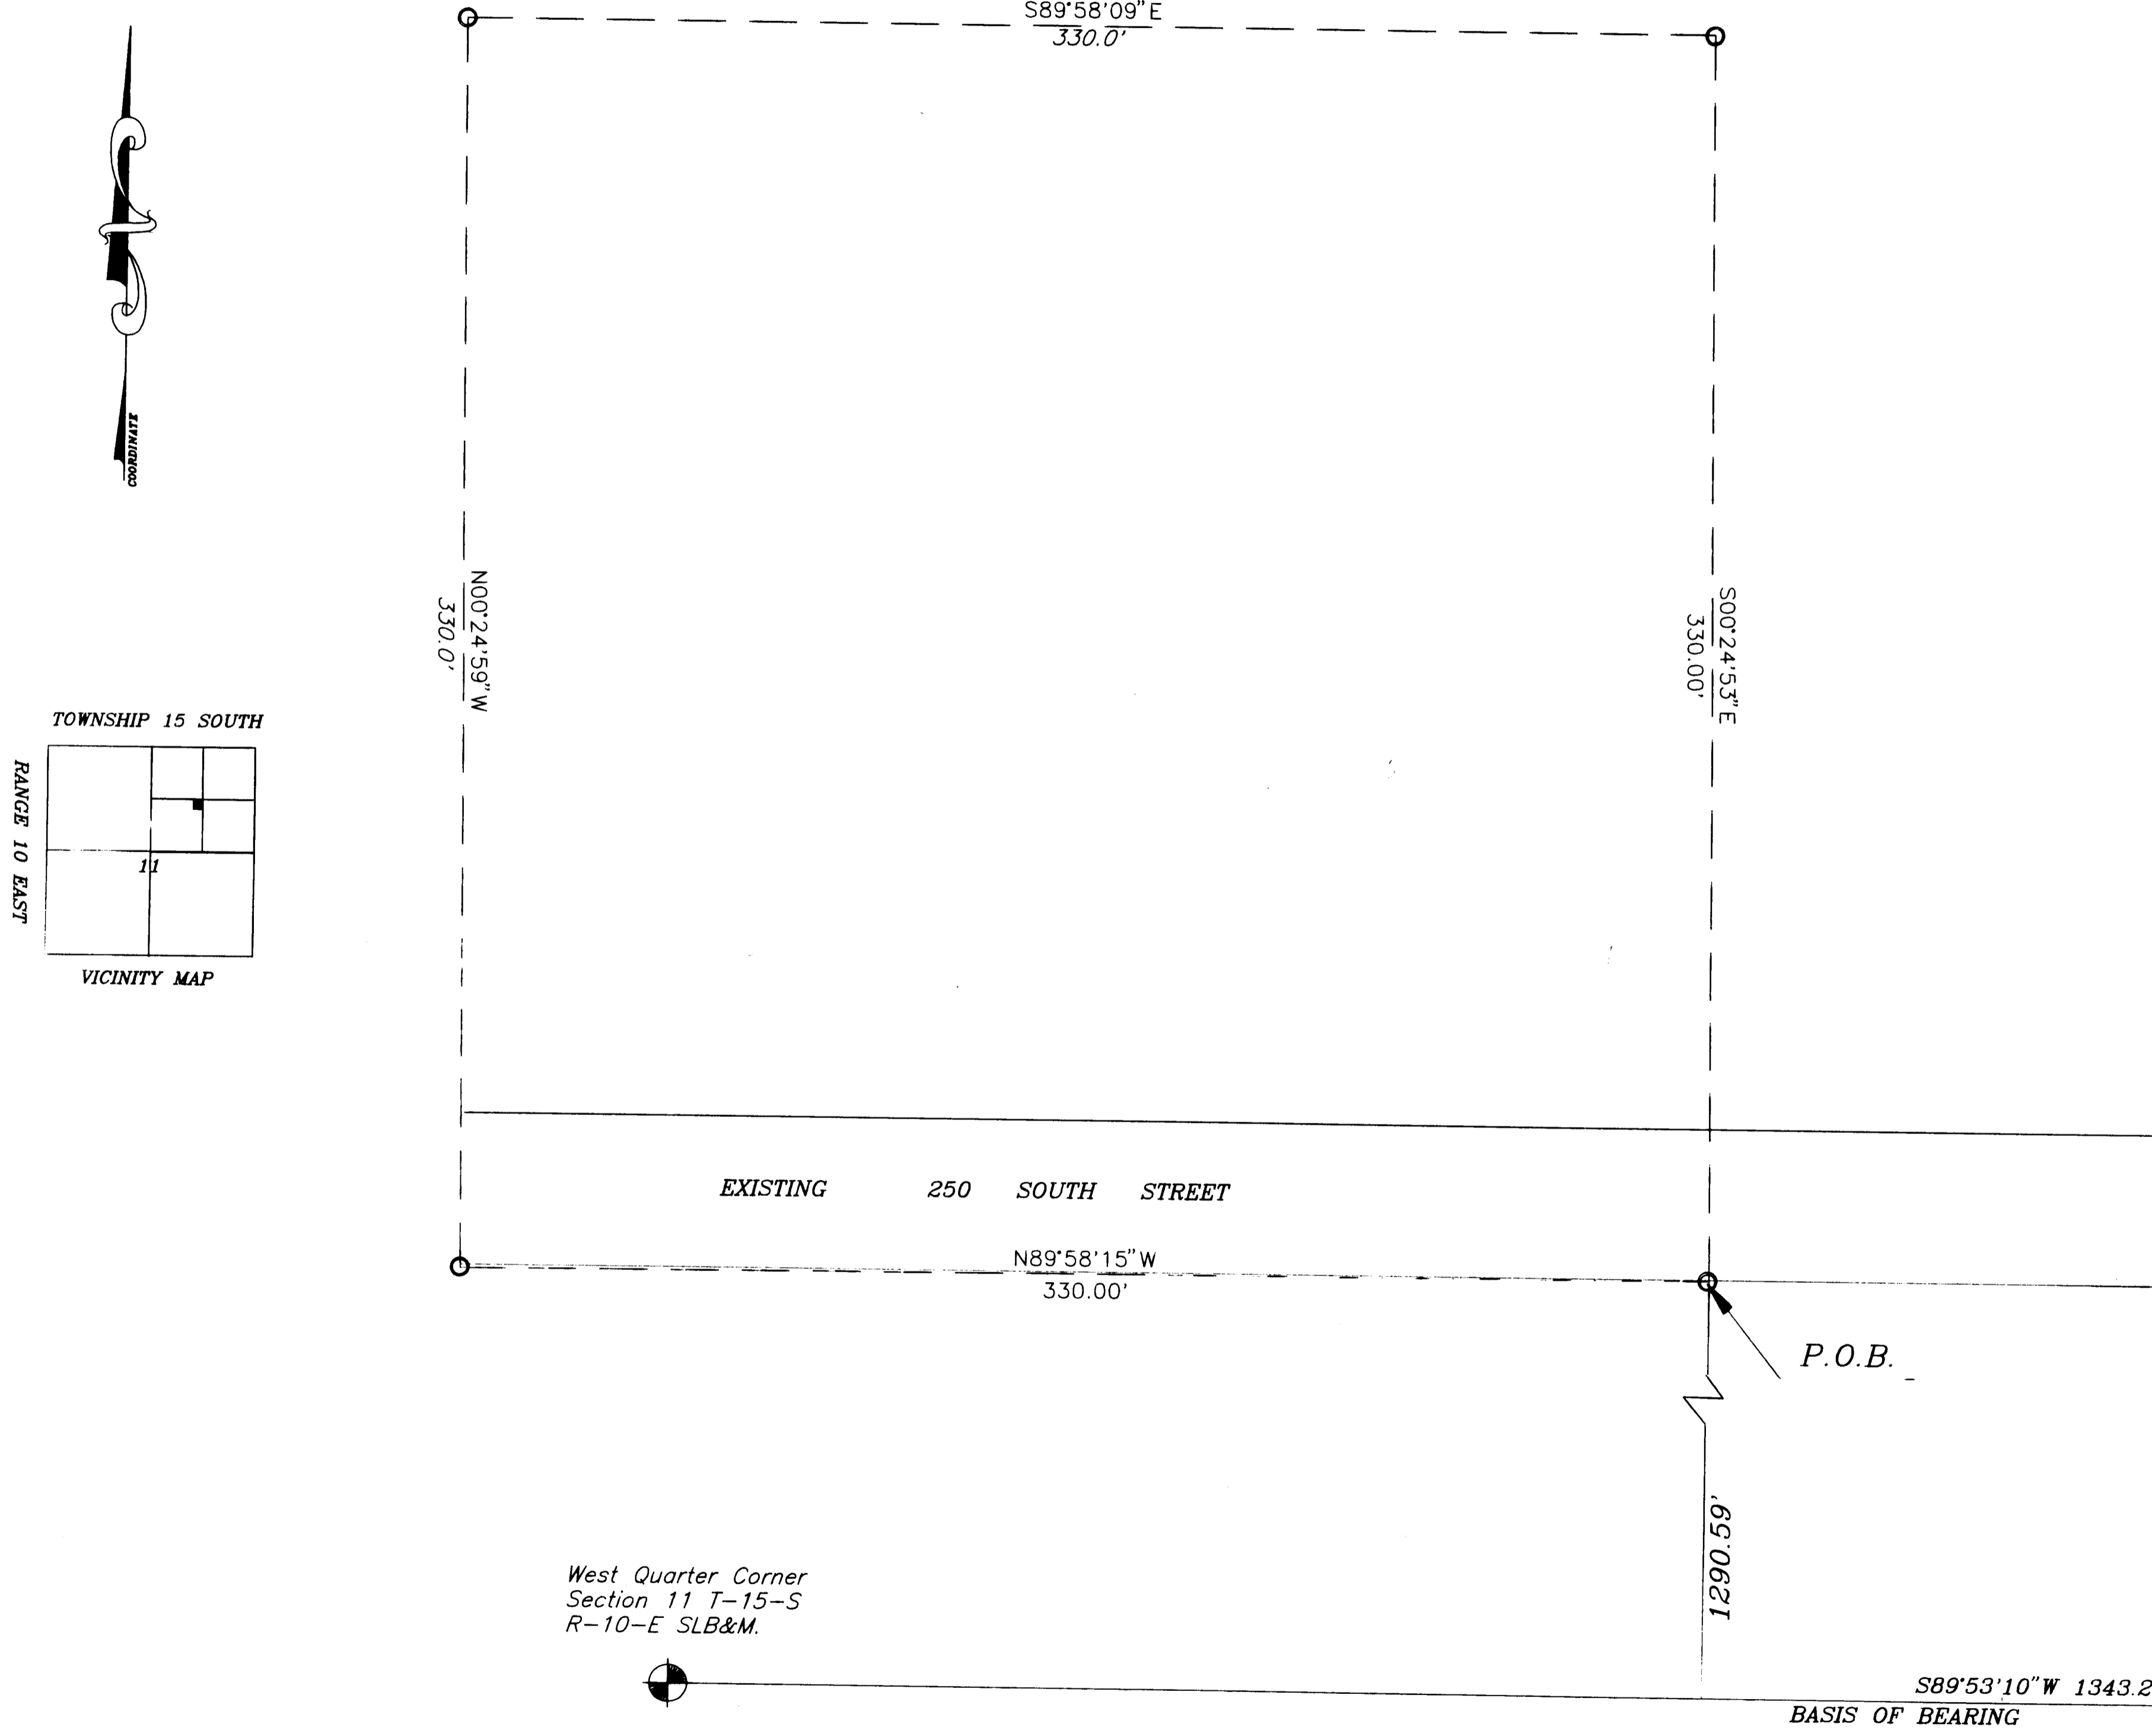 S89°58'09"E
330.0'
COORDINATE
N00°24'59"W
330.0'
S00°24'53"E
330.00'
TOWNSHIP 15 SOUTH
RANGE 10 EAST
11
VICINITY MAP
EXISTING 250 SOUTH STREET
N89°58'15"W
330.00'
P.O.B.
1290.59'
West Quarter Corner
Section 11 T-15-S
R-10-E SLB&M.
S89°53'10"W 1343.2
BASIS OF BEARING